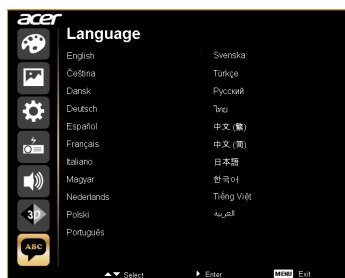 acer
Language
English
Čeština
Dansk
Deutsch
Español
Français
Italiano
Magyar
Nederlands
Polski
Português
Svenska
Türkçe
Русский
ไทย
中文 (繁)
中文 (简)
日本語
한국어
Tiếng Việt
العربية
3D
ABC
Select Enter MENU Exit